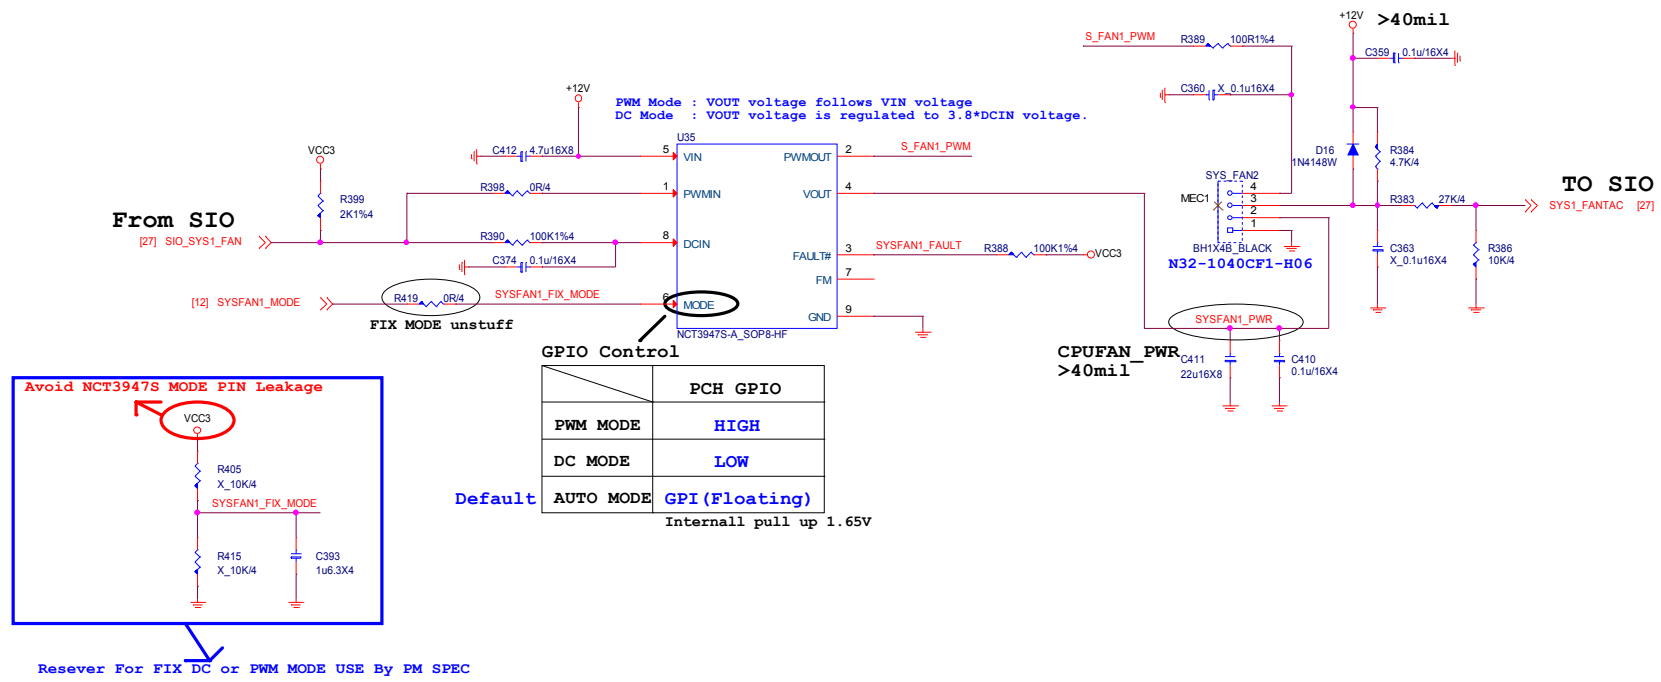 +12V
>40mil
S_FAN1_PWM
R389
100R1%4
C359
0.1u/16X4
C360
X_0.1u16X4
+12V
PWM Mode : VOUT voltage follows VIN voltage
DC Mode  : VOUT voltage is regulated to 3.8*DCIN voltage.
U35
VCC3
C412
4.7u16X8
5
VIN
PWMOUT
2
S_FAN1_PWM
D16
1N4148W
R384
4.7K/4
R398
0R/4
1
PWMIN
VOUT
4
SYS_FAN2
MEC1
4
3
2
1
BH1X4B_BLACK
N32-1040CF1-H06
R383
27K/4
TO SIO
SYS1_FANTAC
[27]
R399
2K1%4
From SIO
[27]
SIO_SYS1_FAN
R390
100K1%4
8
DCIN
FAULT#
3
SYSFAN1_FAULT
R388
100K1%4
VCC3
C363
X_0.1u16X4
R386
10K/4
C374
0.1u/16X4
FM
7
[12]
SYSFAN1_MODE
R419
0R/4
SYSFAN1_FIX_MODE
6
MODE
GND
9
FIX MODE unstuff
NCT3947S-A_SOP8-HF
SYSFAN1_PWR
CPUFAN_PWR
>40mil
C411
22u16X8
C410
0.1u/16X4
GPIO Control
PCH GPIO
PWM MODE
HIGH
DC MODE
LOW
Default
AUTO MODE
GPI(Floating)
Internall pull up 1.65V
Avoid NCT3947S MODE PIN Leakage
VCC3
R405
X_10K/4
SYSFAN1_FIX_MODE
R415
X_10K/4
C393
1u6.3X4
Resever For FIX DC or PWM MODE USE By PM SPEC